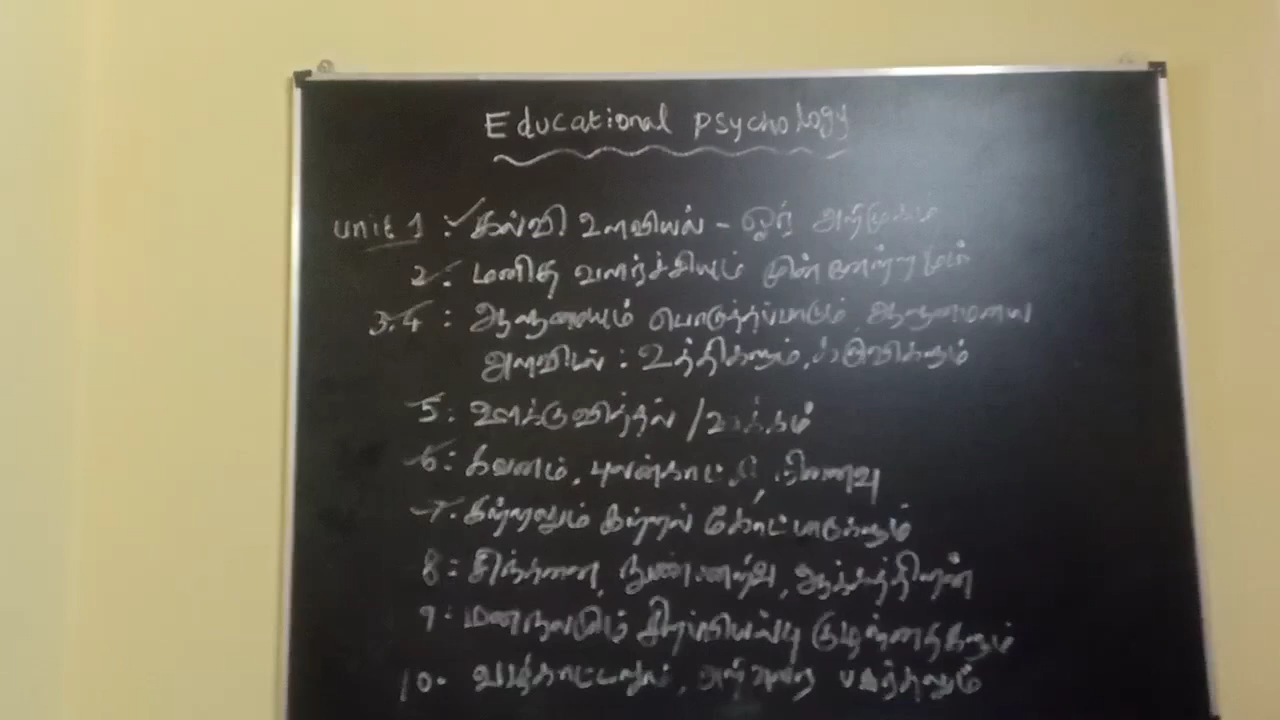 Educational Psychology
Unit 1 : கல்வி உளவியல் - ஓர் அறிமுகம்
2 : மனித வளர்ச்சியும் முன்னேற்றமும்
3.4 : ஆளுமையும் பொருத்தப்பாடும், ஆளுமையை
அளவிடல் : உத்திகளும், கருவிகளும்
5 : ஊக்குவித்தல் / ஊக்கம்
6 : கவனம், புலன்காட்சி, நினைவு
7. கற்றலும் கற்றல் கோட்பாடுகளும்
8 : சிந்தனை, நுண்ணறிவு, ஆக்கத்திறன்
9 : மனநலமும் சிறப்பியல்பு குழந்தைகளும்
10. வழிகாட்டலும், அறிவுரை பகர்தலும்